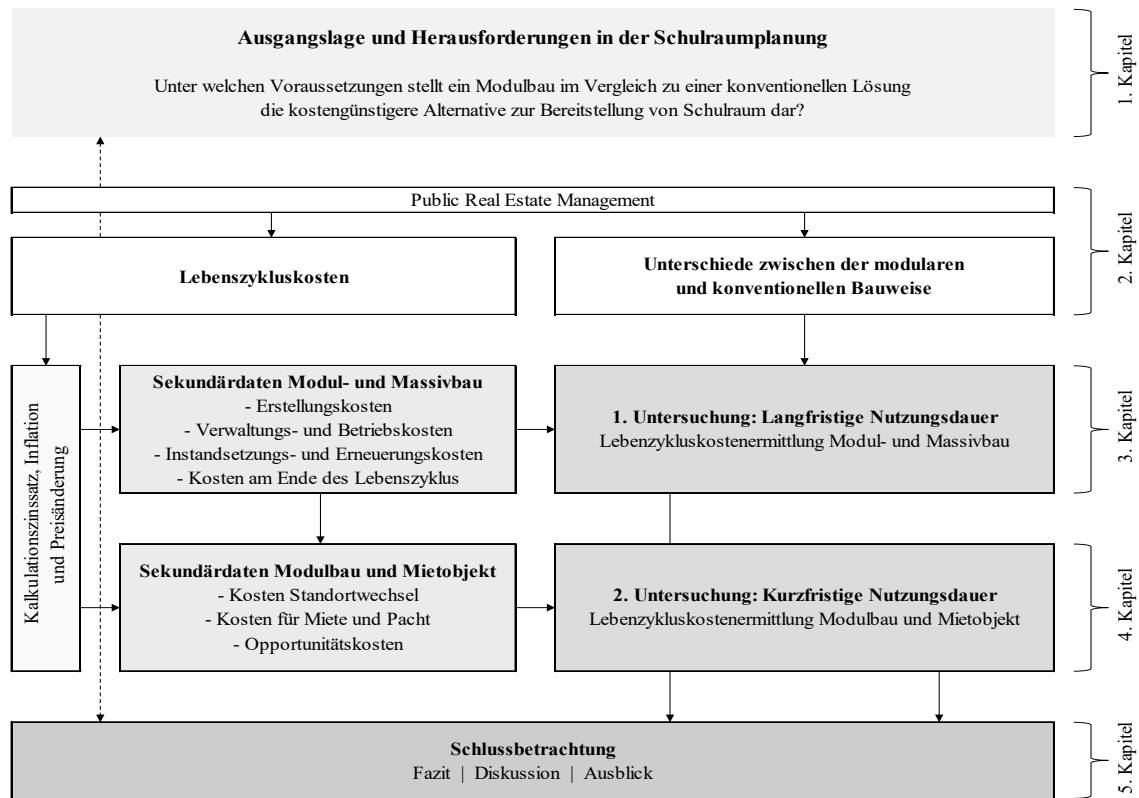 Ausgangslage und Herausforderungen in der Schulraumplanung
Unter welchen Voraussetzungen stellt ein Modulbau im Vergleich zu einer konventionellen Lösung
die kostengünstigere Alternative zur Bereitstellung von Schulraum dar?
1. Kapitel
Public Real Estate Management
Lebenszykluskosten
Unterschiede zwischen der modularen
und konventionellen Bauweise
2. Kapitel
Kalkulationszinssatz, Inflation
und Preisänderung
Sekundärdaten Modul- und Massivbau
- Erstellungskosten
- Verwaltungs- und Betriebskosten
- Instandsetzungs- und Erneuerungskosten
- Kosten am Ende des Lebenszyklus
1. Untersuchung: Langfristige Nutzungsdauer
Lebenzykluskostenermittlung Modul- und Massivbau
3. Kapitel
Sekundärdaten Modulbau und Mietobjekt
- Kosten Standortwechsel
- Kosten für Miete und Pacht
- Opportunitätskosten
2. Untersuchung: Kurzfristige Nutzungsdauer
Lebenzykluskostenermittlung Modulbau und Mietobjekt
4. Kapitel
Schlussbetrachtung
Fazit | Diskussion | Ausblick
5. Kapitel